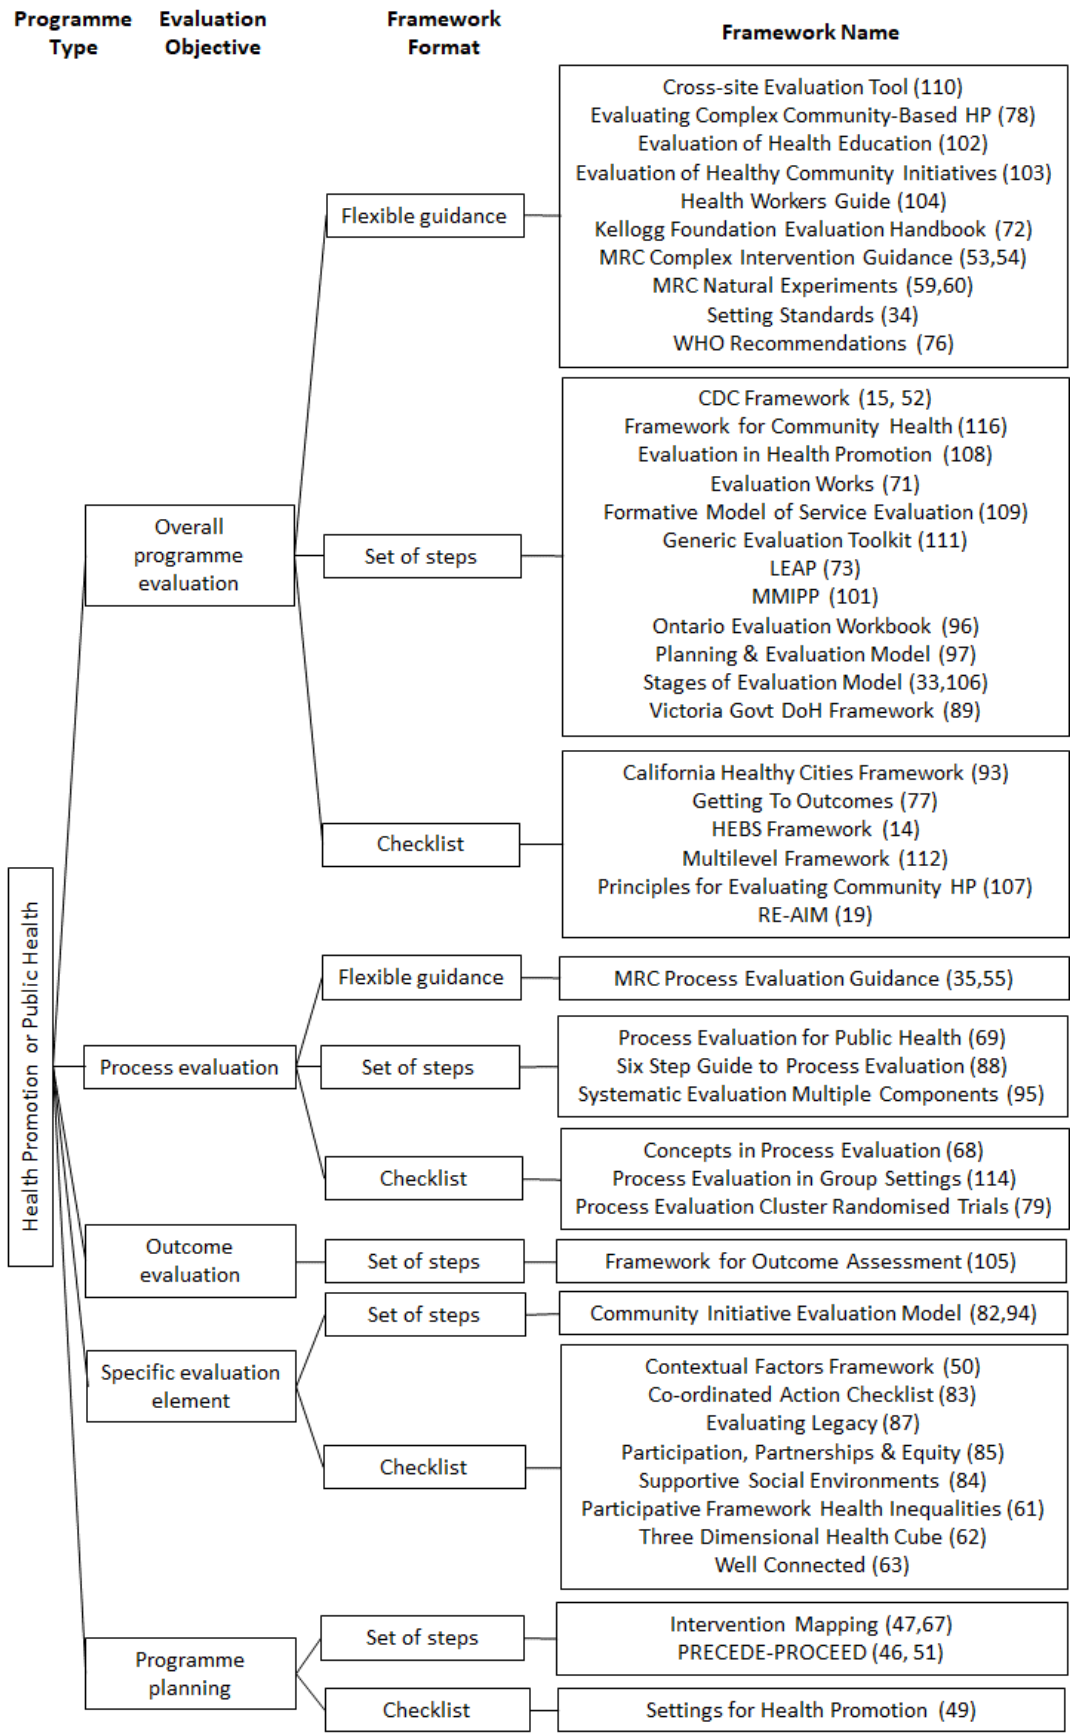 Programme Type
Evaluation Objective
Framework Format
Framework Name
Health Promotion or Public Health
Overall
programme
evaluation
Flexible guidance
Cross-site Evaluation Tool (110)
Evaluating Complex Community-Based HP (78)
Evaluation of Health Education (102)
Evaluation of Healthy Community Initiatives (103)
Health Workers Guide (104)
Kellogg Foundation Evaluation Handbook (72)
MRC Complex Intervention Guidance (53,54)
MRC Natural Experiments (59,60)
Setting Standards (34)
WHO Recommendations (76)
Set of steps
CDC Framework (15, 52)
Framework for Community Health (116)
Evaluation in Health Promotion (108)
Evaluation Works (71)
Formative Model of Service Evaluation (109)
Generic Evaluation Toolkit (111)
LEAP (73)
MMIPP (101)
Ontario Evaluation Workbook (96)
Planning & Evaluation Model (97)
Stages of Evaluation Model (33,106)
Victoria Govt DoH Framework (89)
Checklist
California Healthy Cities Framework (93)
Getting To Outcomes (77)
HEBS Framework (14)
Multilevel Framework (112)
Principles for Evaluating Community HP (107)
RE-AIM (19)
Process evaluation
Flexible guidance
MRC Process Evaluation Guidance (35,55)
Set of steps
Process Evaluation for Public Health (69)
Six Step Guide to Process Evaluation (88)
Systematic Evaluation Multiple Components (95)
Checklist
Concepts in Process Evaluation (68)
Process Evaluation in Group Settings (114)
Process Evaluation Cluster Randomised Trials (79)
Outcome
evaluation
Set of steps
Framework for Outcome Assessment (105)
Specific evaluation
element
Set of steps
Community Initiative Evaluation Model (82,94)
Checklist
Contextual Factors Framework (50)
Co-ordinated Action Checklist (83)
Evaluating Legacy (87)
Participation, Partnerships & Equity (85)
Supportive Social Environments (84)
Participative Framework Health Inequalities (61)
Three Dimensional Health Cube (62)
Well Connected (63)
Programme
planning
Set of steps
Intervention Mapping (47,67)
PRECEDE-PROCEED (46, 51)
Checklist
Settings for Health Promotion (49)